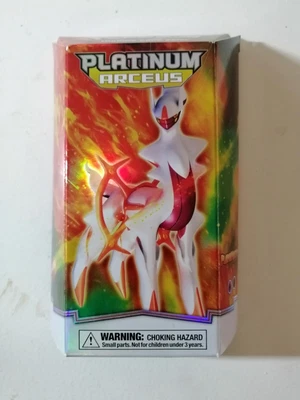 PLATINUM
ARCEUS
WARNING: CHOKING HAZARD
Small parts. Not for children under 3 years.